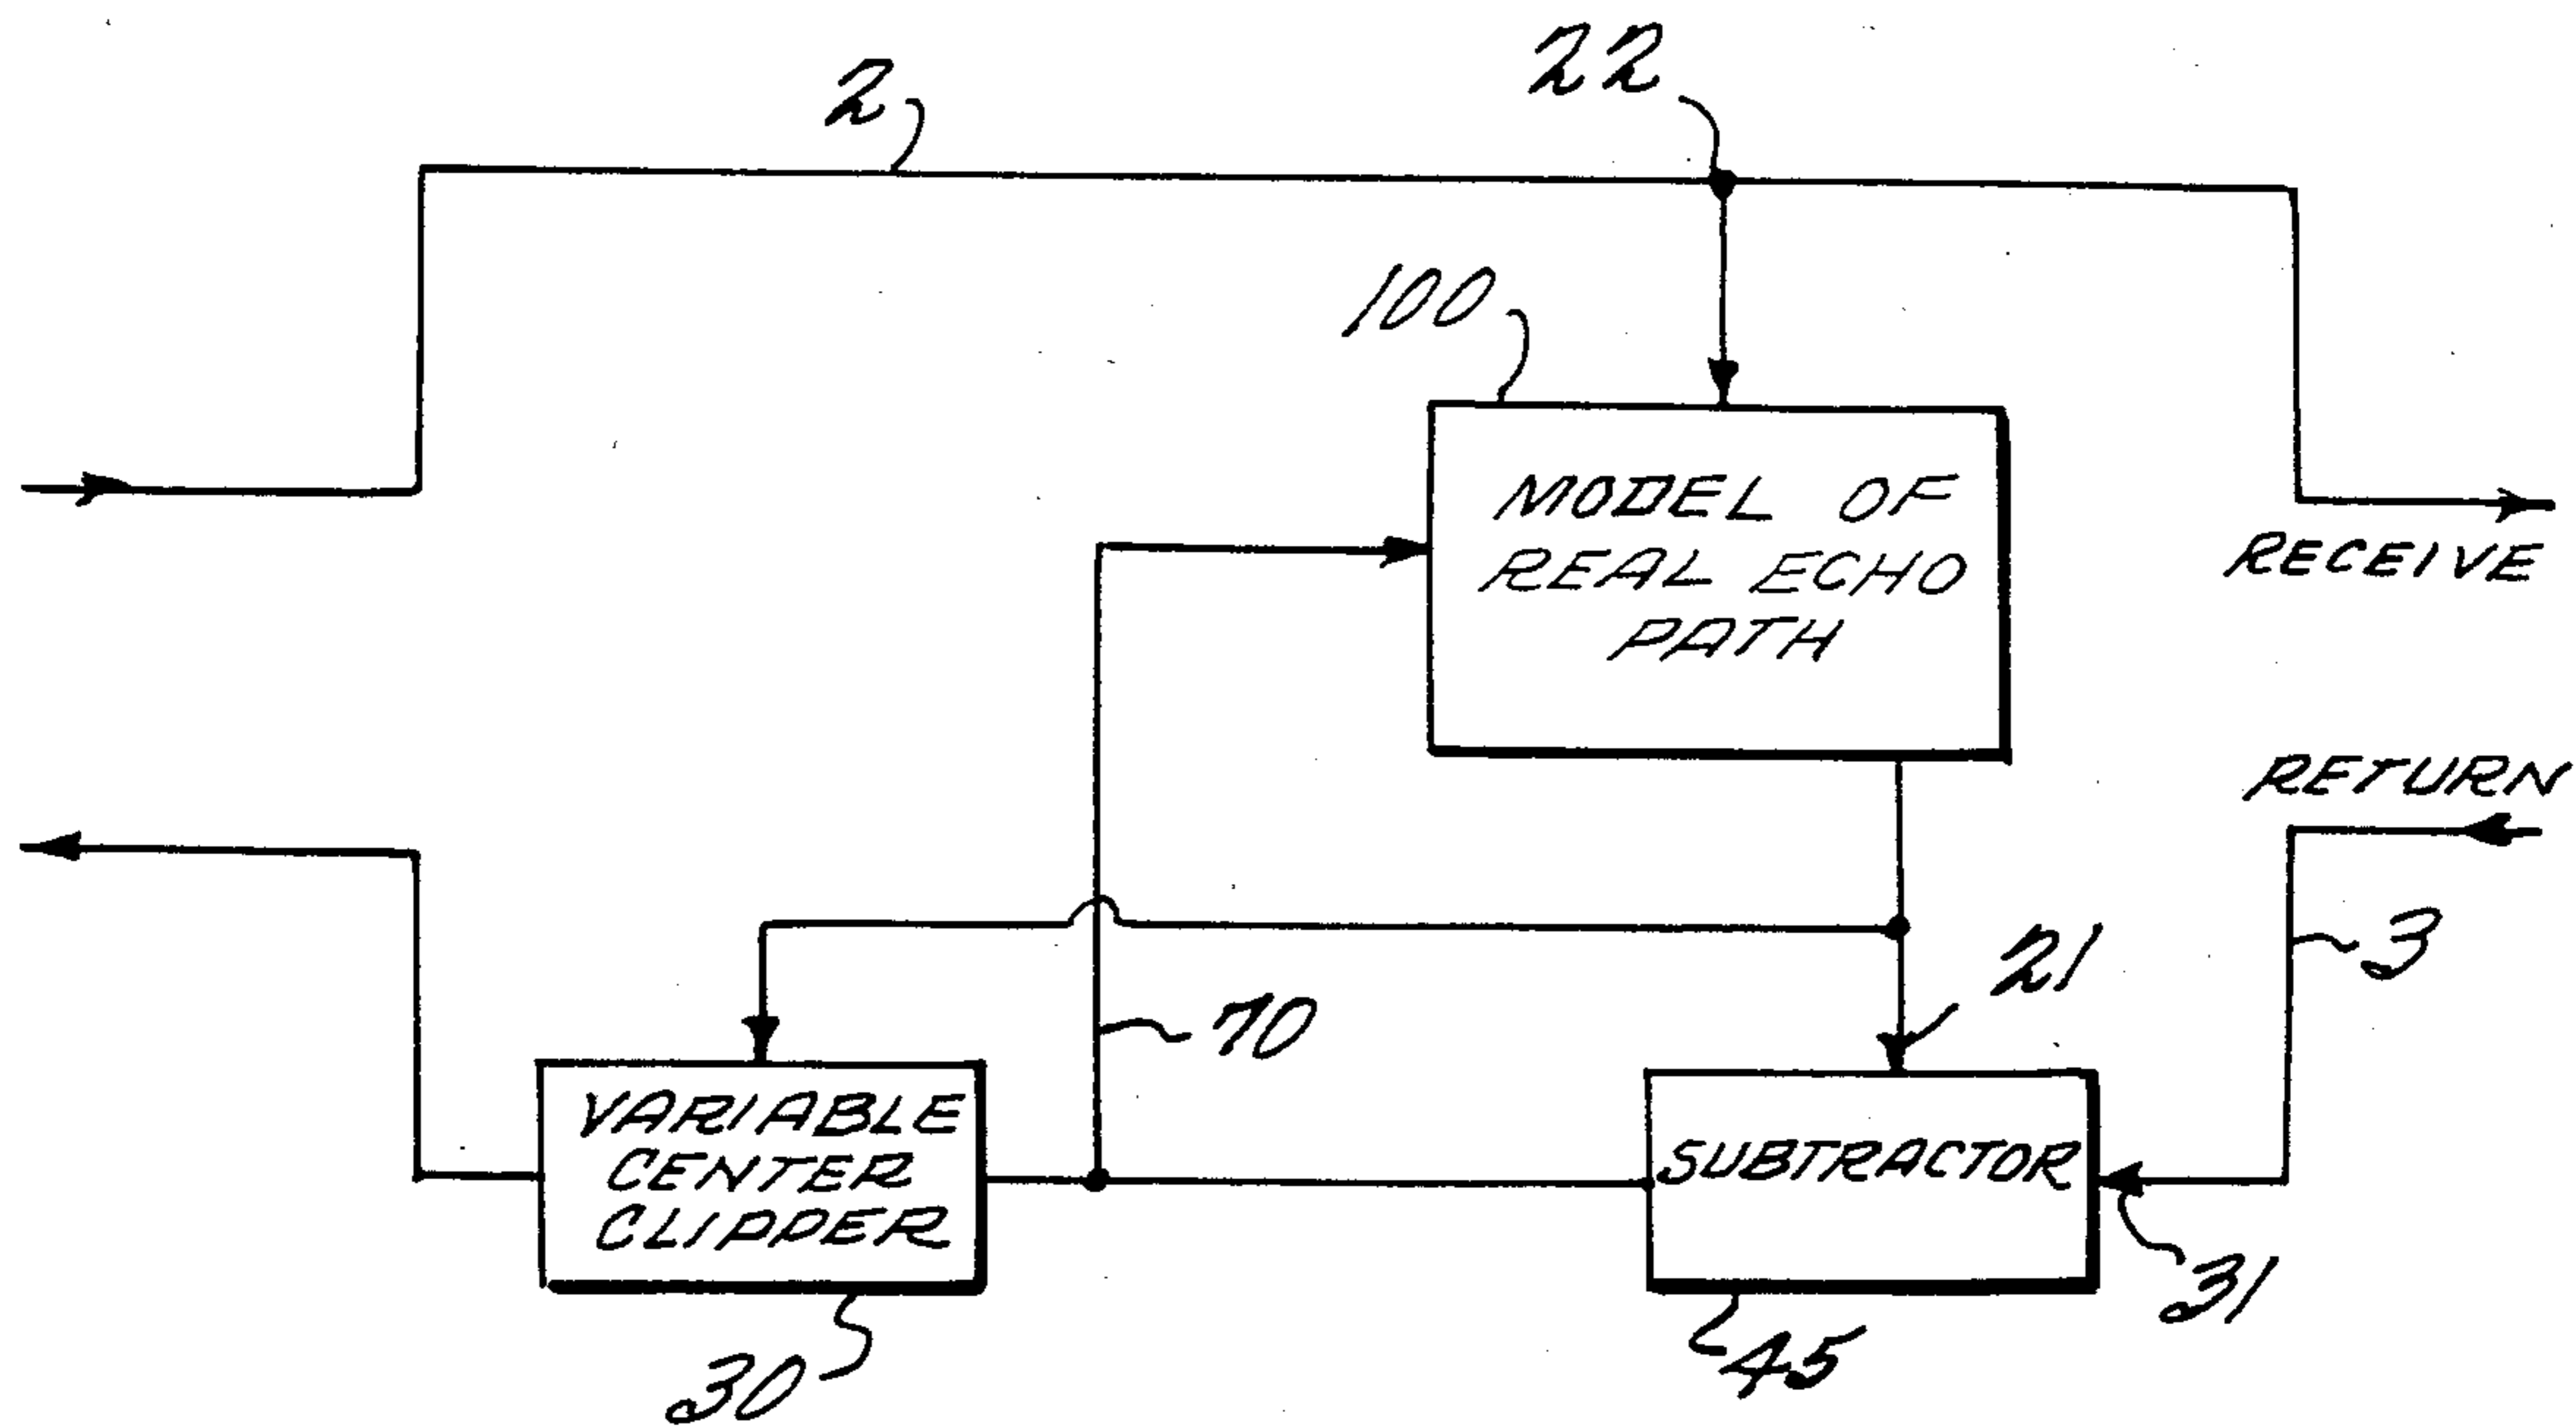 2
22
100
MODEL OF
REAL ECHO
PATH
RECEIVE
RETURN
3
21
70
VARIABLE
CENTER
CLIPPER
SUBTRACTOR
31
30
45